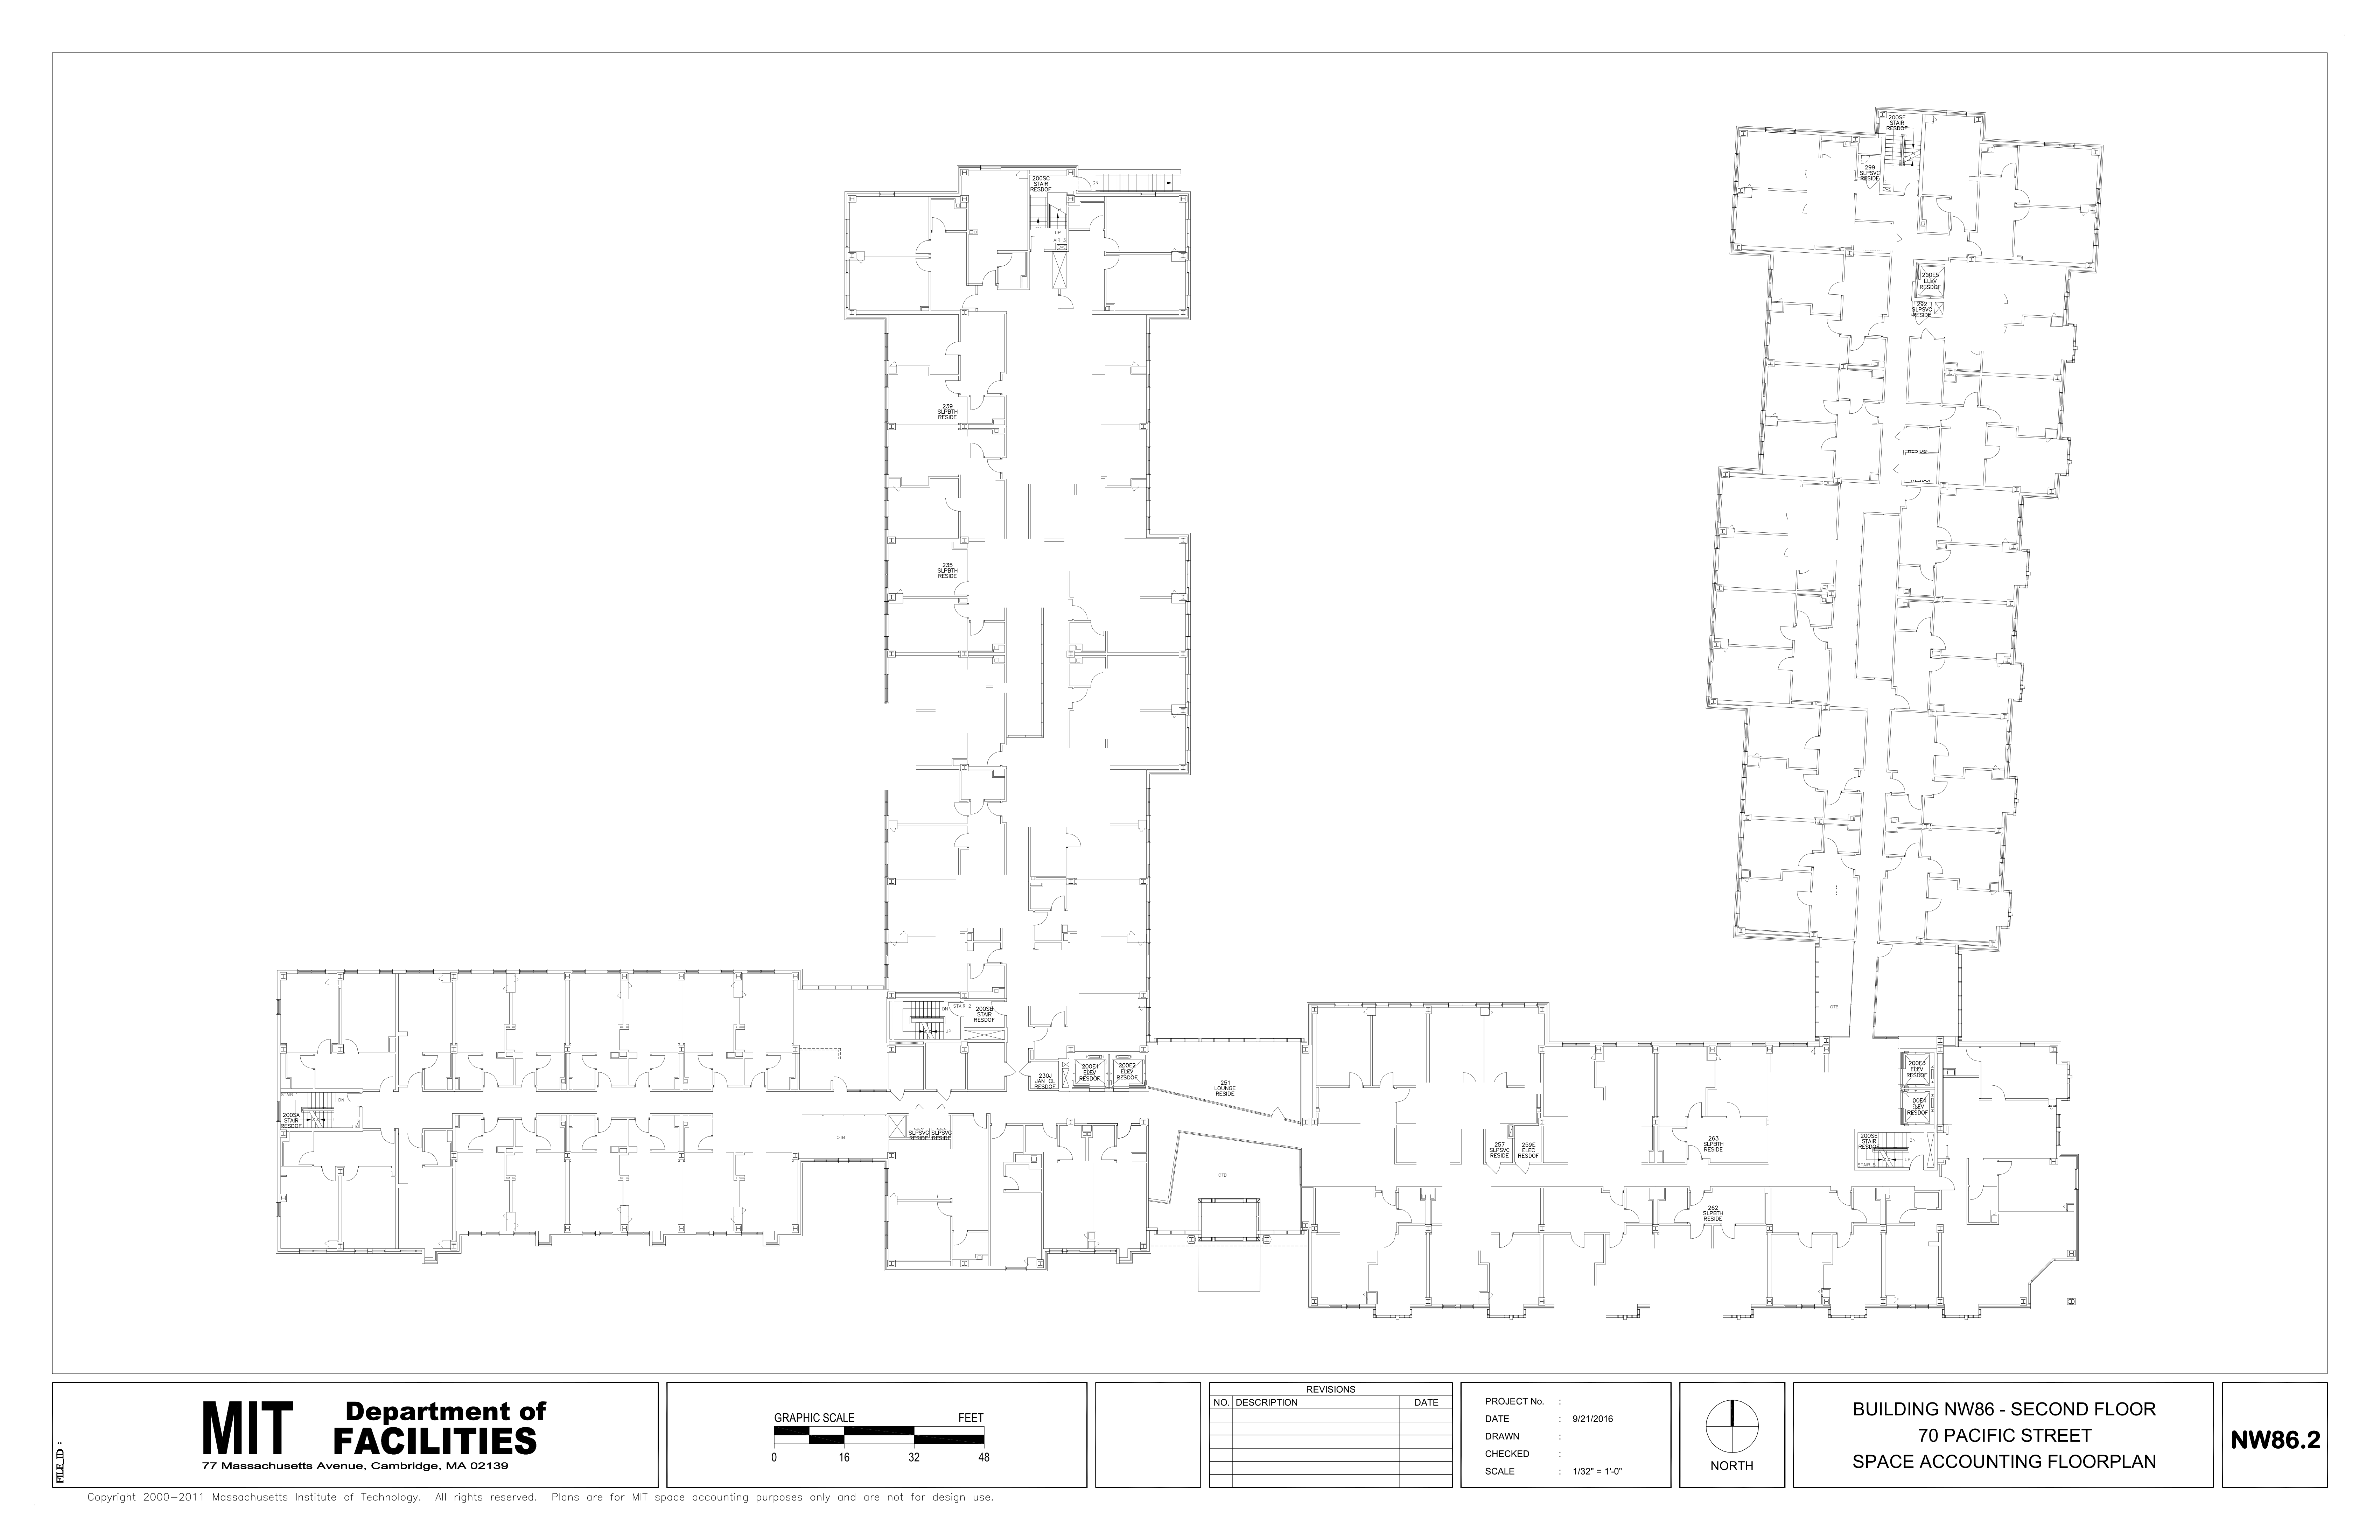 200SF
STAIR
RESDOF
299
SLPSVC
RESIDE
200SC
STAIR
RESDOF
DN
UP
AIR 3
200E5
ELEV
RESDOF
292
SLPSVC
RESIDE
239
SLPBTH
RESIDE
235
SLPBTH
RESIDE
STAIR 2
DN
UP
200SB
STAIR
RESDOF
OTB
230J
JAN CL
RESDOF
200E1
ELEV
RESDOF
200E2
ELEV
RESDOF
251
LOUNGE
RESIDE
200E3
ELEV
RESDOF
00E4
RESDOF
STAIR 1
DN
200SA
STAIR
RESDOF
OTB
SLPSVC SLPSVC
RESIDE RESIDE
OTB
257
SLPSVC
RESIDE
259E
ELEC
RESDOF
263
SLPBTH
RESIDE
200SE
STAIR
RESDOF
DN
UP
262
SLPBTH
RESIDE
FILE_ID :
MIT
Department of
FACILITIES
77 Massachusetts Avenue, Cambridge, MA 02139
GRAPHIC SCALE FEET
0 16 32 48
REVISIONS
NO. DESCRIPTION DATE
PROJECT No. :
DATE : 9/21/2016
DRAWN :
CHECKED :
SCALE : 1/32" = 1'-0"
NORTH
BUILDING NW86 - SECOND FLOOR
70 PACIFIC STREET
SPACE ACCOUNTING FLOORPLAN
NW86.2
Copyright 2000-2011 Massachusetts Institute of Technology. All rights reserved. Plans are for MIT space accounting purposes only and are not for design use.